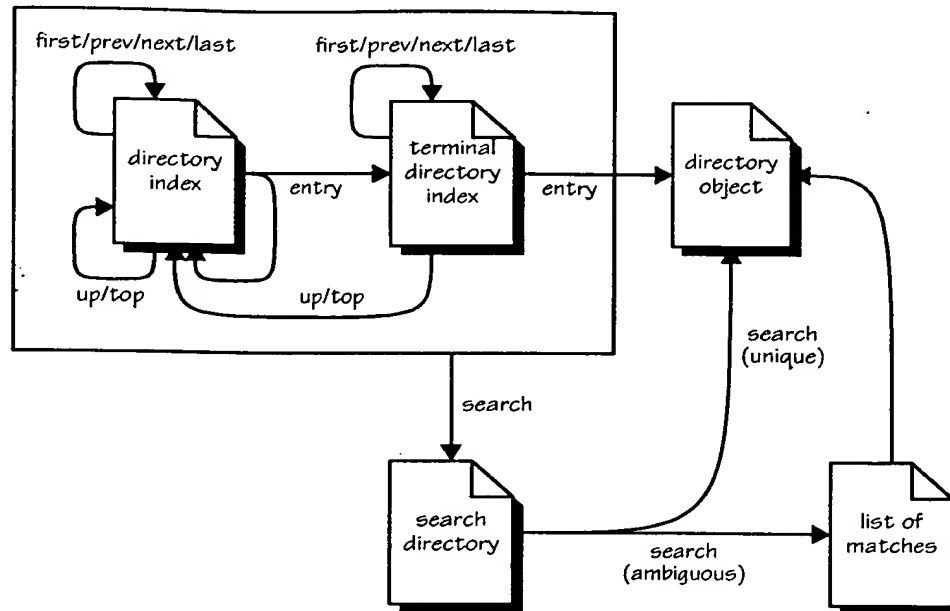 first/prev/next/last
first/prev/next/last
directory
index
entry
terminal
directory
index
entry
directory
object
up/top
up/top
search
(unique)
search
search
directory
search
(ambiguous)
list of
matches